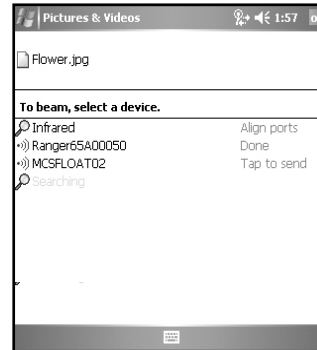 Pictures & Videos 1:57
Flower.jpg
To beam, select a device.
Infrared Align ports
Ranger65A00050 Done
MCSFLOAT02 Tap to send
Searching